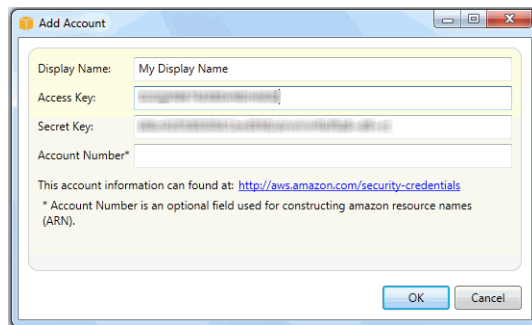 Add Account
Display Name: My Display Name
Access Key:
Secret Key:
Account Number*
This account information can found at: http://aws.amazon.com/security-credentials
* Account Number is an optional field used for constructing amazon resource names
(ARN).
OK Cancel